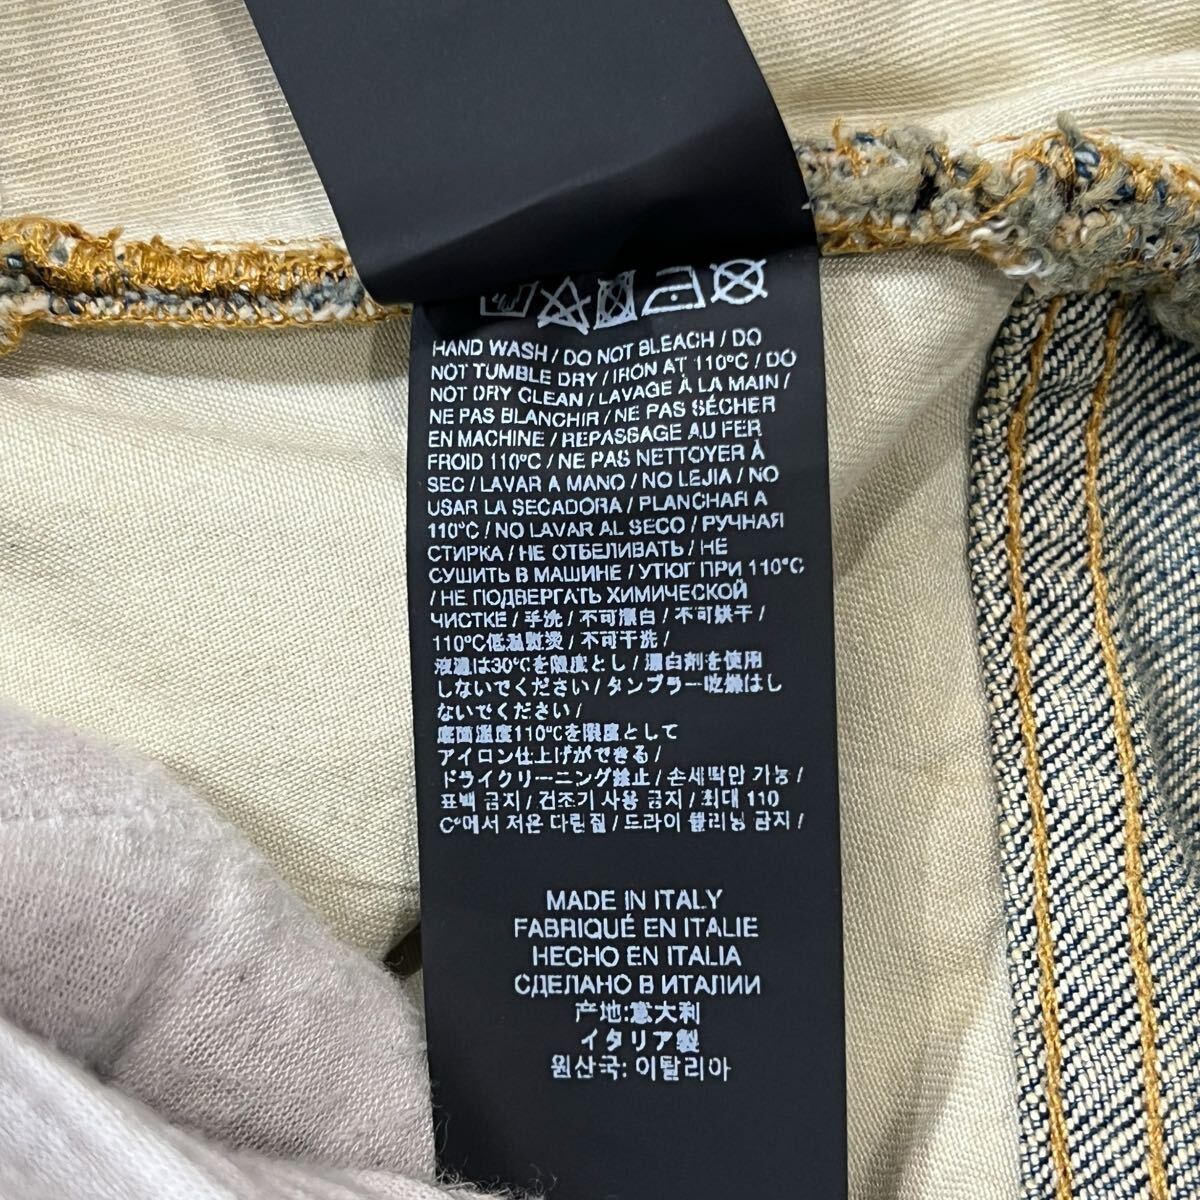 HAND WASH / DO NOT BLEACH / DO
NOT TUMBLE DRY / IRON AT 110°C / DO
NOT DRY CLEAN / LAVAGE À LA MAIN /
NE PAS BLANCHIR / NE PAS SÉCHER
EN MACHINE / REPASSAGE AU FER
FROID 110°C / NE PAS NETTOYER À
SEC / LAVAR A MANO / NO LEJIA / NO
USAR LA SECADORA / PLANCHAR A
110°C / NO LAVAR AL SECO / РУЧНАЯ
СТИРКА / НЕ ОТБЕЛИВАТЬ / НЕ
СУШИТЬ В МАШИНЕ / УТЮГ ПРИ 110°C
/ НЕ ПОДВЕРГАТЬ ХИМИЧЕСКОЙ
ЧИСТКЕ / 手洗 / 不可漂白 / 不可烘干 /
110°C低温熨烫 / 不可干洗 /
液温は30℃を限度とし / 漂白剤を使用
しないでください / タンブラー乾燥はし
ないでください /
底面温度110℃を限度として
アイロン仕上げができる /
ドライクリーニング禁止 / 손세탁만 가능 /
표백 금지 / 건조기 사용 금지 / 최대 110
C°에서 저온 다림질 / 드라이 클리닝 금지 /
MADE IN ITALY
FABRIQUÉ EN ITALIE
HECHO EN ITALIA
СДЕЛАНО В ИТАЛИИ
产地:意大利
イタリア製
원산국: 이탈리아